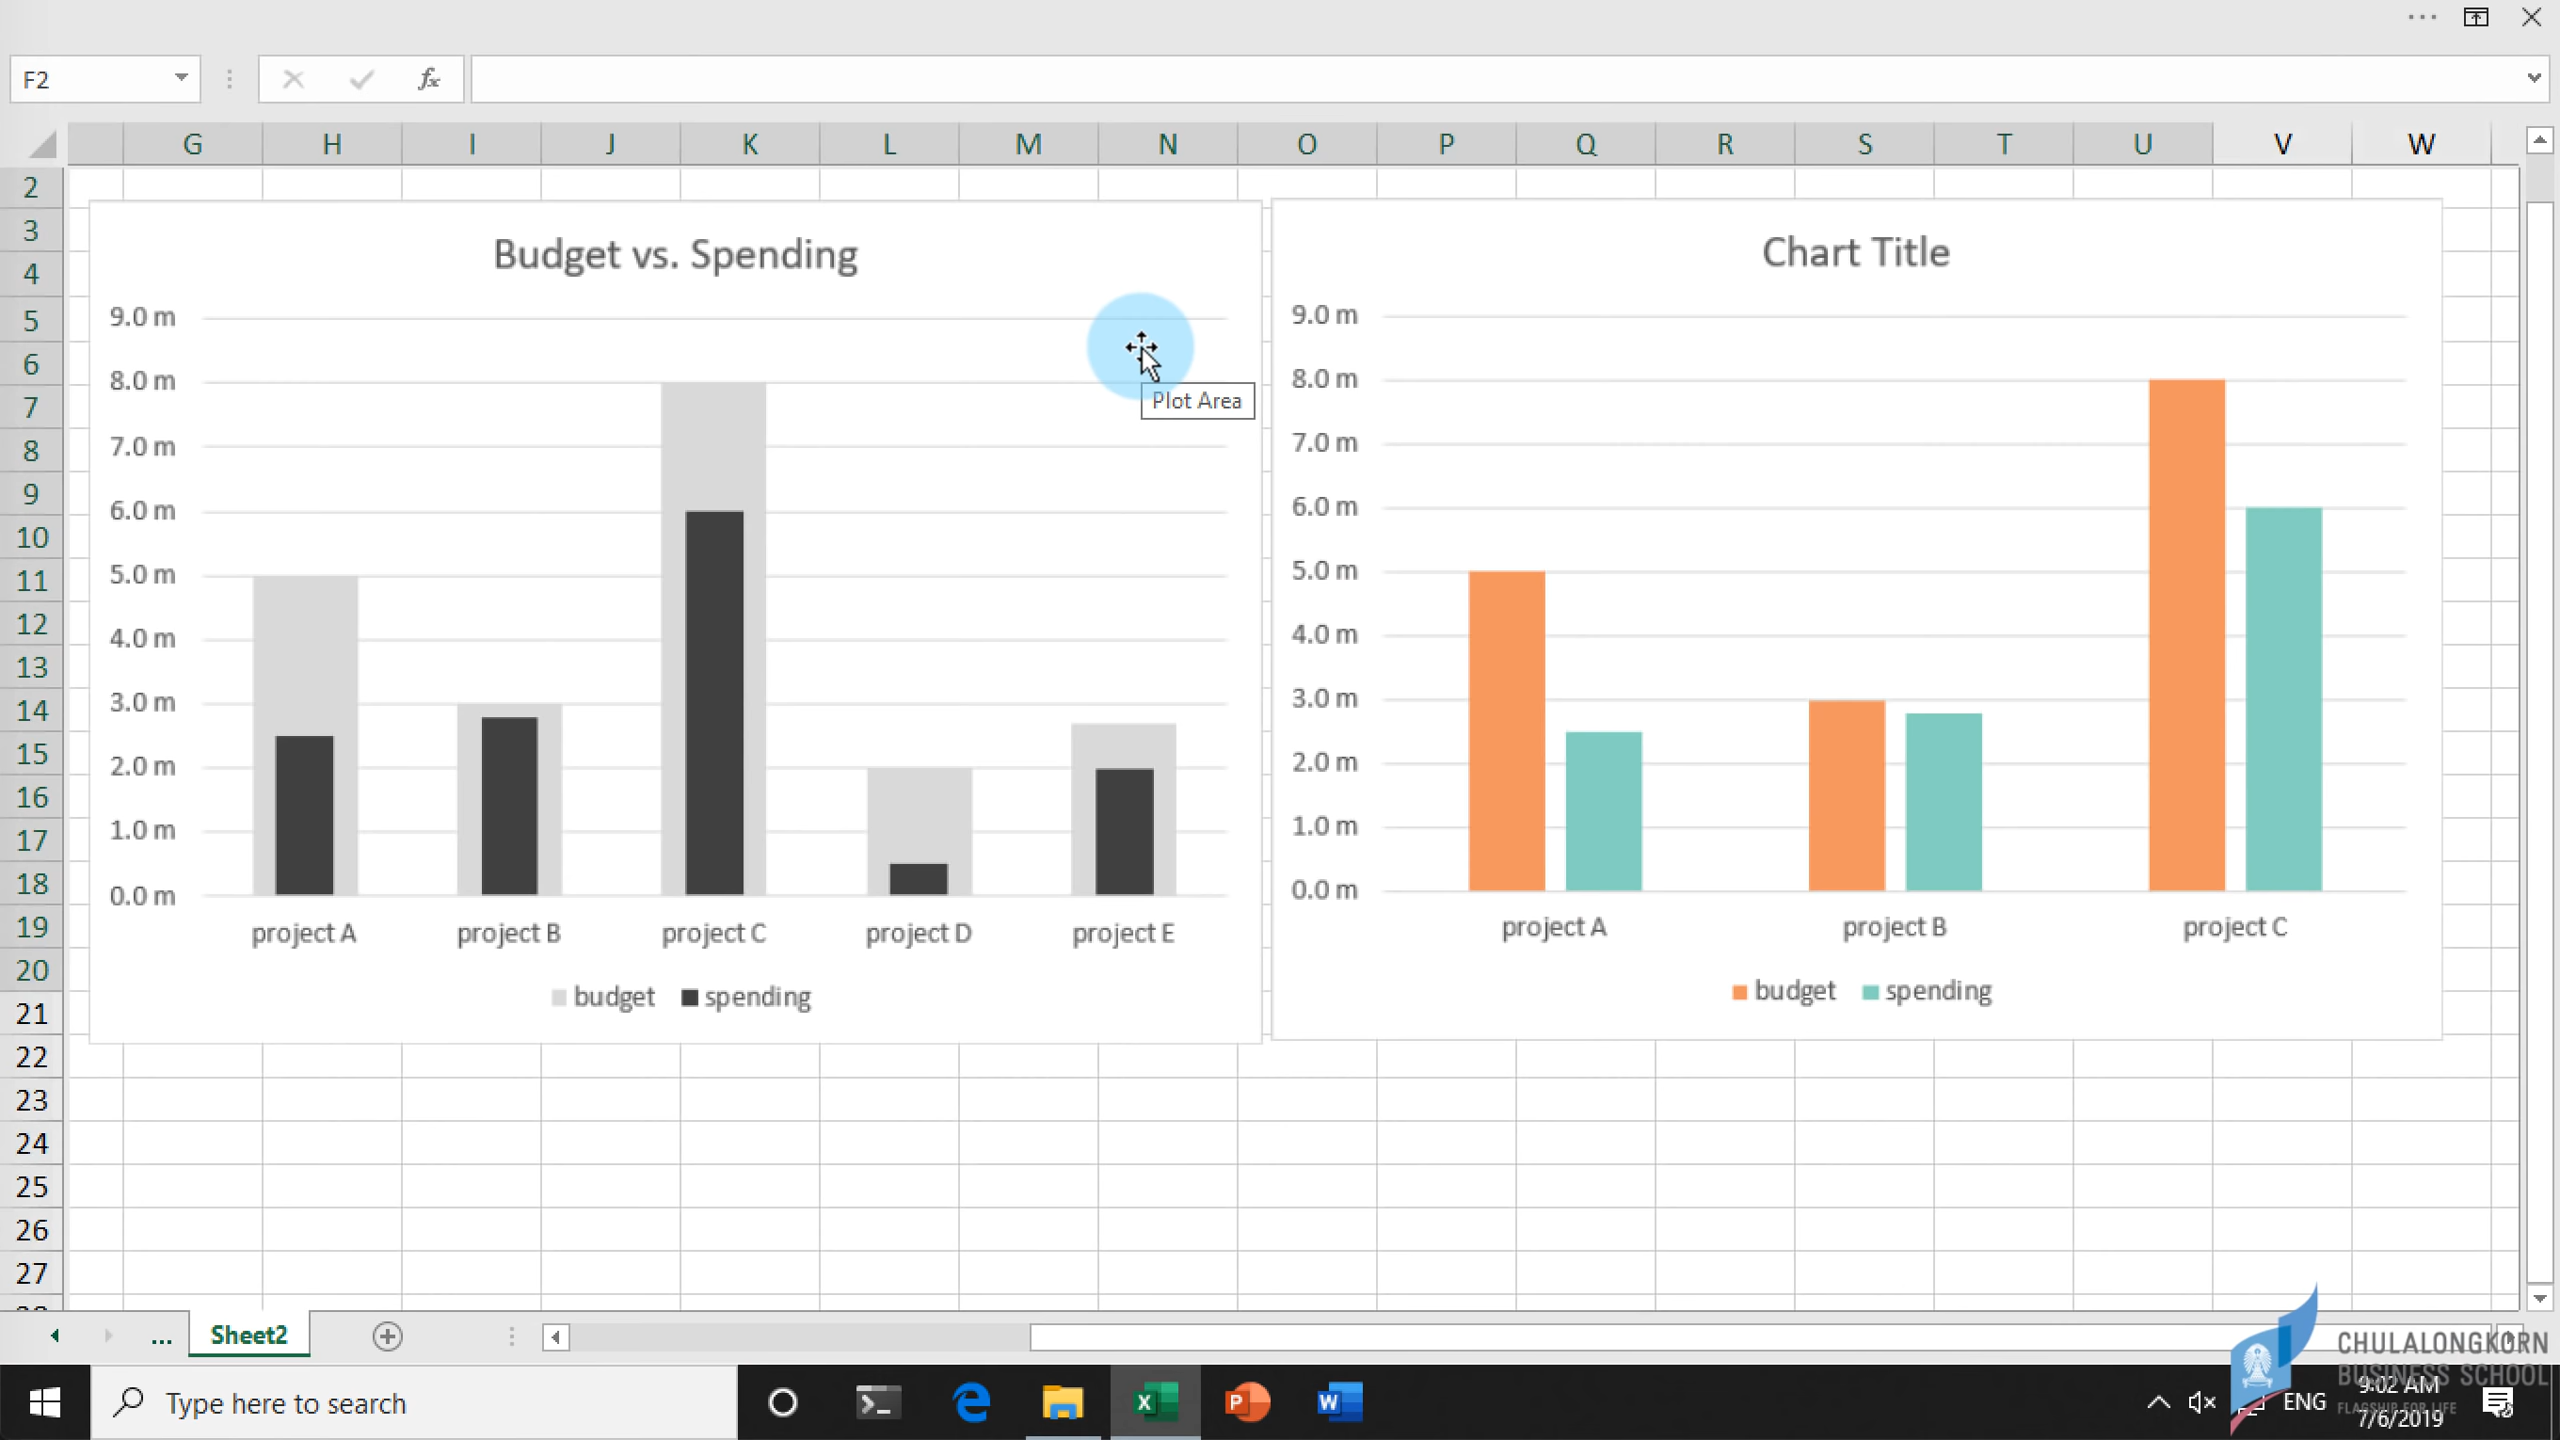 F2
fx
G H I J K L M N O P Q R S T U V W
2
3
4
5
6
7
8
9
10
11
12
13
14
15
16
17
18
19
20
21
22
23
24
25
26
27
Budget vs. Spending
9.0 m
8.0 m
7.0 m
6.0 m
5.0 m
4.0 m
3.0 m
2.0 m
1.0 m
0.0 m
project A project B project C project D project E
budget spending
Plot Area
Chart Title
9.0 m
8.0 m
7.0 m
6.0 m
5.0 m
4.0 m
3.0 m
2.0 m
1.0 m
0.0 m
project A project B project C
budget spending
... Sheet2
CHULALONGKORN
BUSINESS SCHOOL
FLAGSHIP FOR LIFE
Type here to search
ENG
9:02 AM
7/6/2019